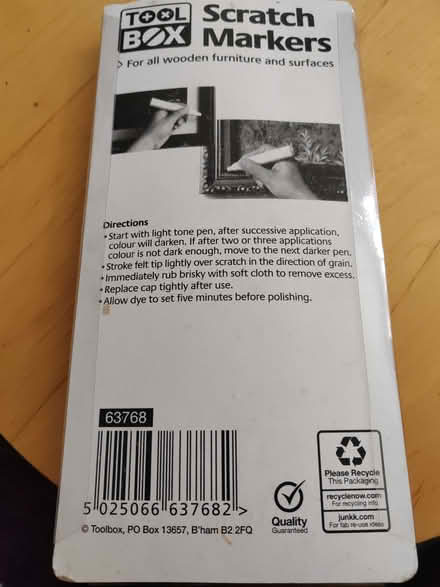 TOOL
BOX
Scratch
Markers
> For all wooden furniture and surfaces
Directions
• Start with light tone pen, after successive application,
colour will darken. If after two or three applications
colour is not dark enough, move to the next darker pen.
• Stroke felt tip lightly over scratch in the direction of grain.
• Immediately rub brisky with soft cloth to remove excess.
• Replace cap tightly after use.
• Allow dye to set five minutes before polishing.
63768
5 025066 637682 >
© Toolbox, PO Box 13657, B'ham B2 2FQ
Quality
Guaranteed
Please Recycle
This Packaging
recyclenow.com
For recycling info
junkk.com
For fab re-use ideas